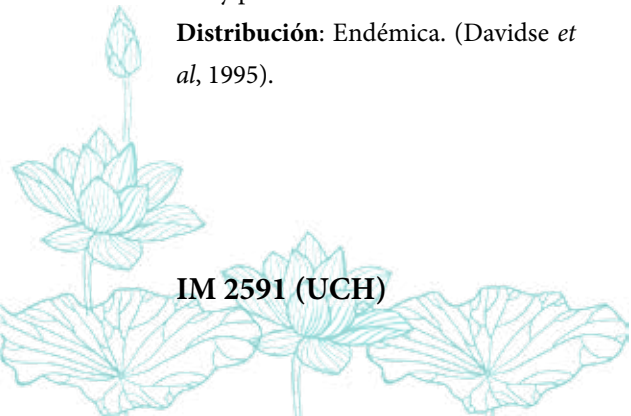 Distribución: Endémica. (Davidse et
al, 1995).
IM 2591 (UCH)